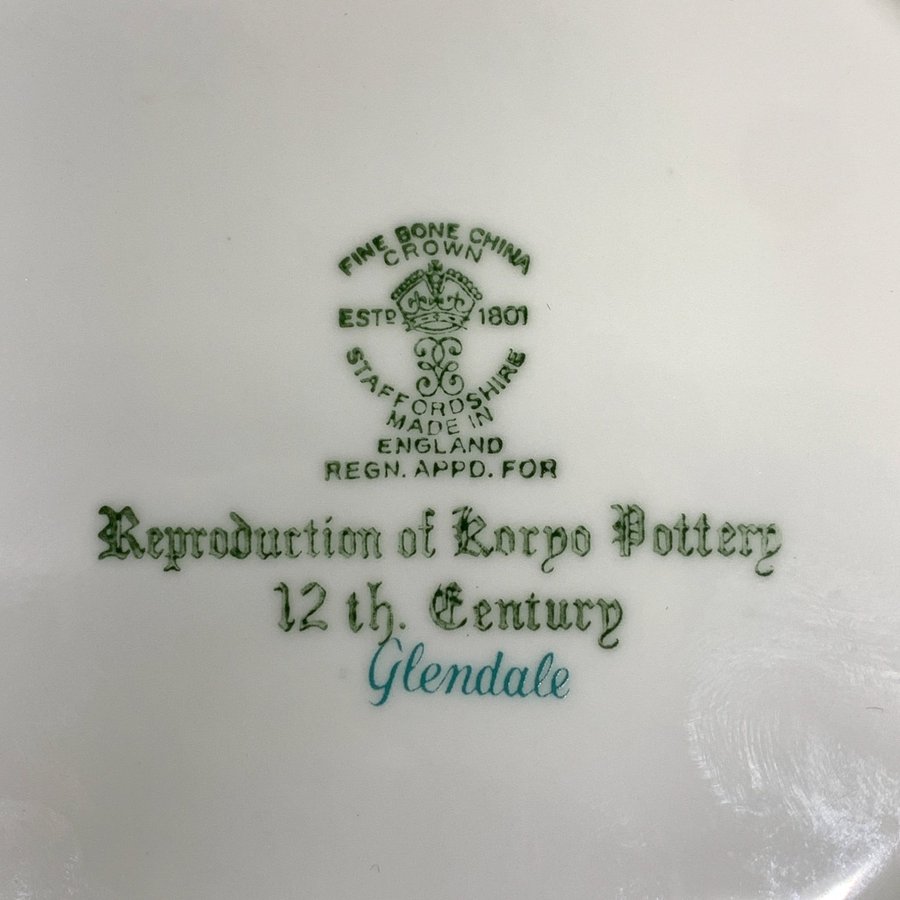 FINE BONE CHINA
CROWN
ESTD 1801
STAFFORDSHIRE
MADE IN
ENGLAND
REGN. APPD. FOR
Reproduction of Koryo Pottery
12 th. Century
Glendale